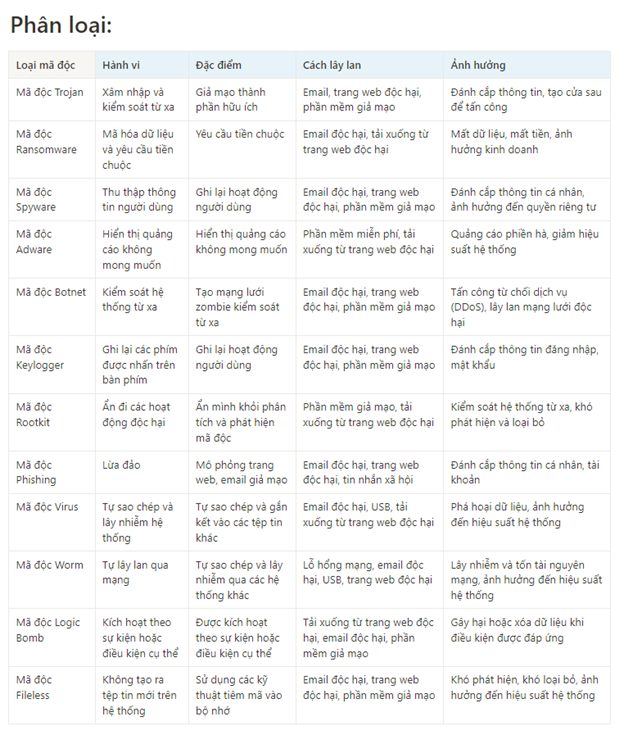 Phân loại:
Loại mã độc Hành vi Đặc điểm Cách lây lan Ảnh hưởng
Mã độc Trojan Xâm nhập và Giả mạo thành Email, trang web độc hại, Đánh cắp thông tin, tạo cửa sau
kiểm soát từ xa phần hữu ích phần mềm giả mạo để tấn công
Mã độc Mã hóa dữ liệu Yêu cầu tiền chuộc Email độc hại, tải xuống từ Mất dữ liệu, mất tiền, ảnh
Ransomware và yêu cầu tiền trang web độc hại hưởng kinh doanh
chuộc
Mã độc Thu thập thông Ghi lại hoạt động Email độc hại, trang web Đánh cắp thông tin cá nhân,
Spyware tin người dùng người dùng độc hại, phần mềm giả mạo ảnh hưởng đến quyền riêng tư
Mã độc Hiển thị quảng Hiển thị quảng cáo Phần mềm miễn phí, tải Quảng cáo phiền hà, giảm hiệu
Adware cáo không không mong muốn xuống từ trang web độc hại suất hệ thống
mong muốn
Mã độc Botnet Kiểm soát hệ Tạo mạng lưới Email độc hại, trang web Tấn công từ chối dịch vụ
thống từ xa zombie kiểm soát độc hại, phần mềm giả mạo (DDoS), lây lan mạng lưới độc
từ xa hại
Mã độc Ghi lại các phím Ghi lại hoạt động Email độc hại, trang web Đánh cắp thông tin đăng nhập,
Keylogger được nhấn trên người dùng độc hại, phần mềm giả mạo mật khẩu
bàn phím
Mã độc Ẩn đi các hoạt Ẩn mình khỏi phân Phần mềm giả mạo, tải Kiểm soát hệ thống từ xa, khó
Rootkit động độc hại tích và phát hiện xuống từ trang web độc hại phát hiện và loại bỏ
mã độc
Mã độc Lừa đảo Mô phỏng trang Email độc hại, trang web Đánh cắp thông tin cá nhân, tài
Phishing web, email giả mạo độc hại, tin nhắn xã hội khoản
Mã độc Virus Tự sao chép và Tự sao chép và gắn Email độc hại, USB, tải Phá hoại dữ liệu, ảnh hưởng
lây nhiễm hệ kết vào các tệp tin xuống từ trang web độc hại đến hiệu suất hệ thống
thống khác
Mã độc Worm Tự lây lan qua Tự sao chép và lây Lỗ hổng mạng, email độc Lây nhiễm và tốn tài nguyên
mạng nhiễm qua các hệ hại, USB, trang web độc hại mạng, ảnh hưởng đến hiệu suất
thống khác hệ thống
Mã độc Logic Kích hoạt theo Được kích hoạt Tải xuống từ trang web độc Gây hại hoặc xóa dữ liệu khi
Bomb sự kiện hoặc theo sự kiện hoặc hại, email độc hại, phần điều kiện được đáp ứng
điều kiện cụ thể điều kiện cụ thể mềm giả mạo
Mã độc Không tạo ra Sử dụng các kỹ Email độc hại, trang web Khó phát hiện, khó loại bỏ, ảnh
Fileless tệp tin mới trên thuật tiêm mã vào độc hại, phần mềm giả mạo hưởng đến hiệu suất hệ thống
hệ thống bộ nhớ